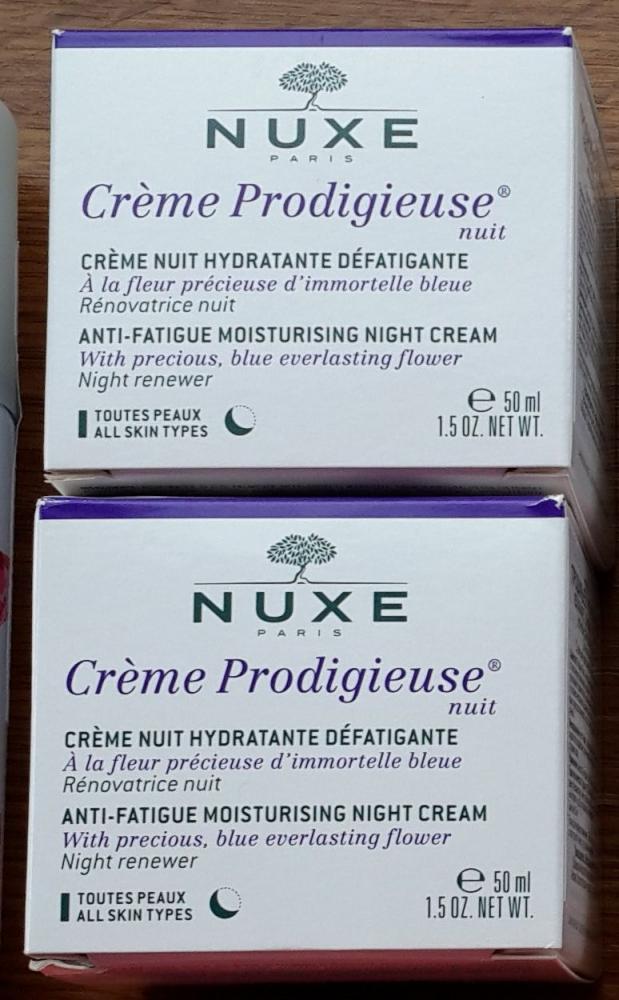 NUXE
PARIS
Crème Prodigieuse®
nuit
CRÈME NUIT HYDRATANTE DÉFATIGANTE
À la fleur précieuse d'immortelle bleue
Rénovatrice nuit
ANTI-FATIGUE MOISTURISING NIGHT CREAM
With precious, blue everlasting flower
Night renewer
TOUTES PEAUX
ALL SKIN TYPES
℮ 50 ml
1.5 OZ. NET WT.
NUXE
PARIS
Crème Prodigieuse®
nuit
CRÈME NUIT HYDRATANTE DÉFATIGANTE
À la fleur précieuse d'immortelle bleue
Rénovatrice nuit
ANTI-FATIGUE MOISTURISING NIGHT CREAM
With precious, blue everlasting flower
Night renewer
TOUTES PEAUX
ALL SKIN TYPES
℮ 50 ml
1.5 OZ. NET WT.